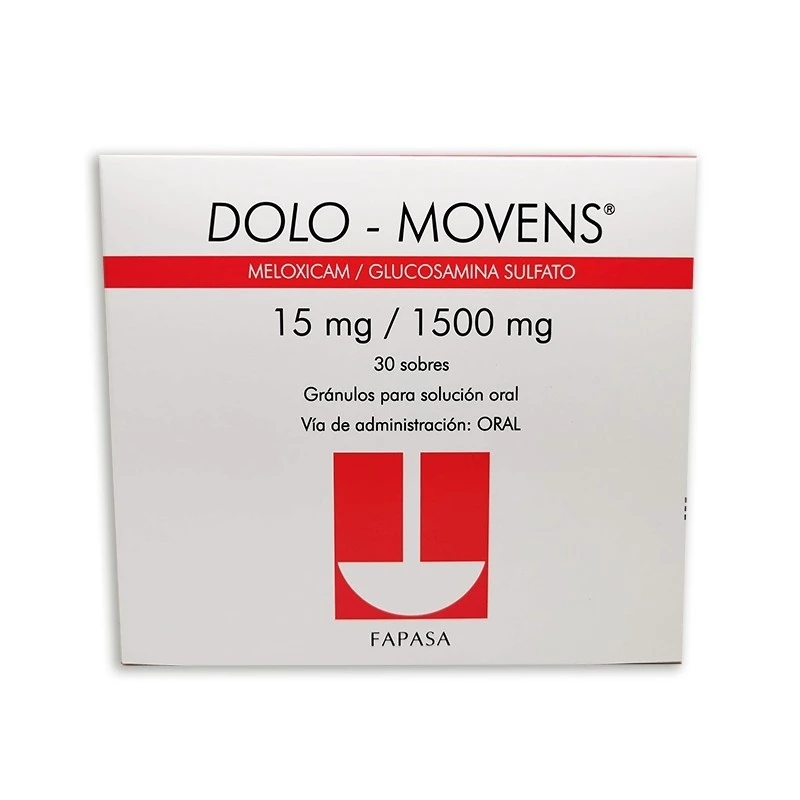 DOLO - MOVENS®
MELOXICAM / GLUCOSAMINA SULFATO
15 mg / 1500 mg
30 sobres
Gránulos para solución oral
Vía de administración: ORAL
FAPASA